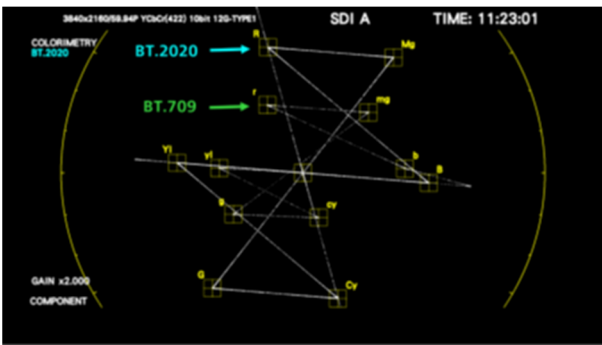 3840x2160/59.94P YCbCr(422) 10bit 12G-TYPE1
SDI A
TIME: 11:23:01
COLORIMETRY
BT.2020
BT.2020
R
Mg
BT.709
r
mg
Yl
yl
b
B
g
cy
G
Cy
GAIN x2.000
COMPONENT